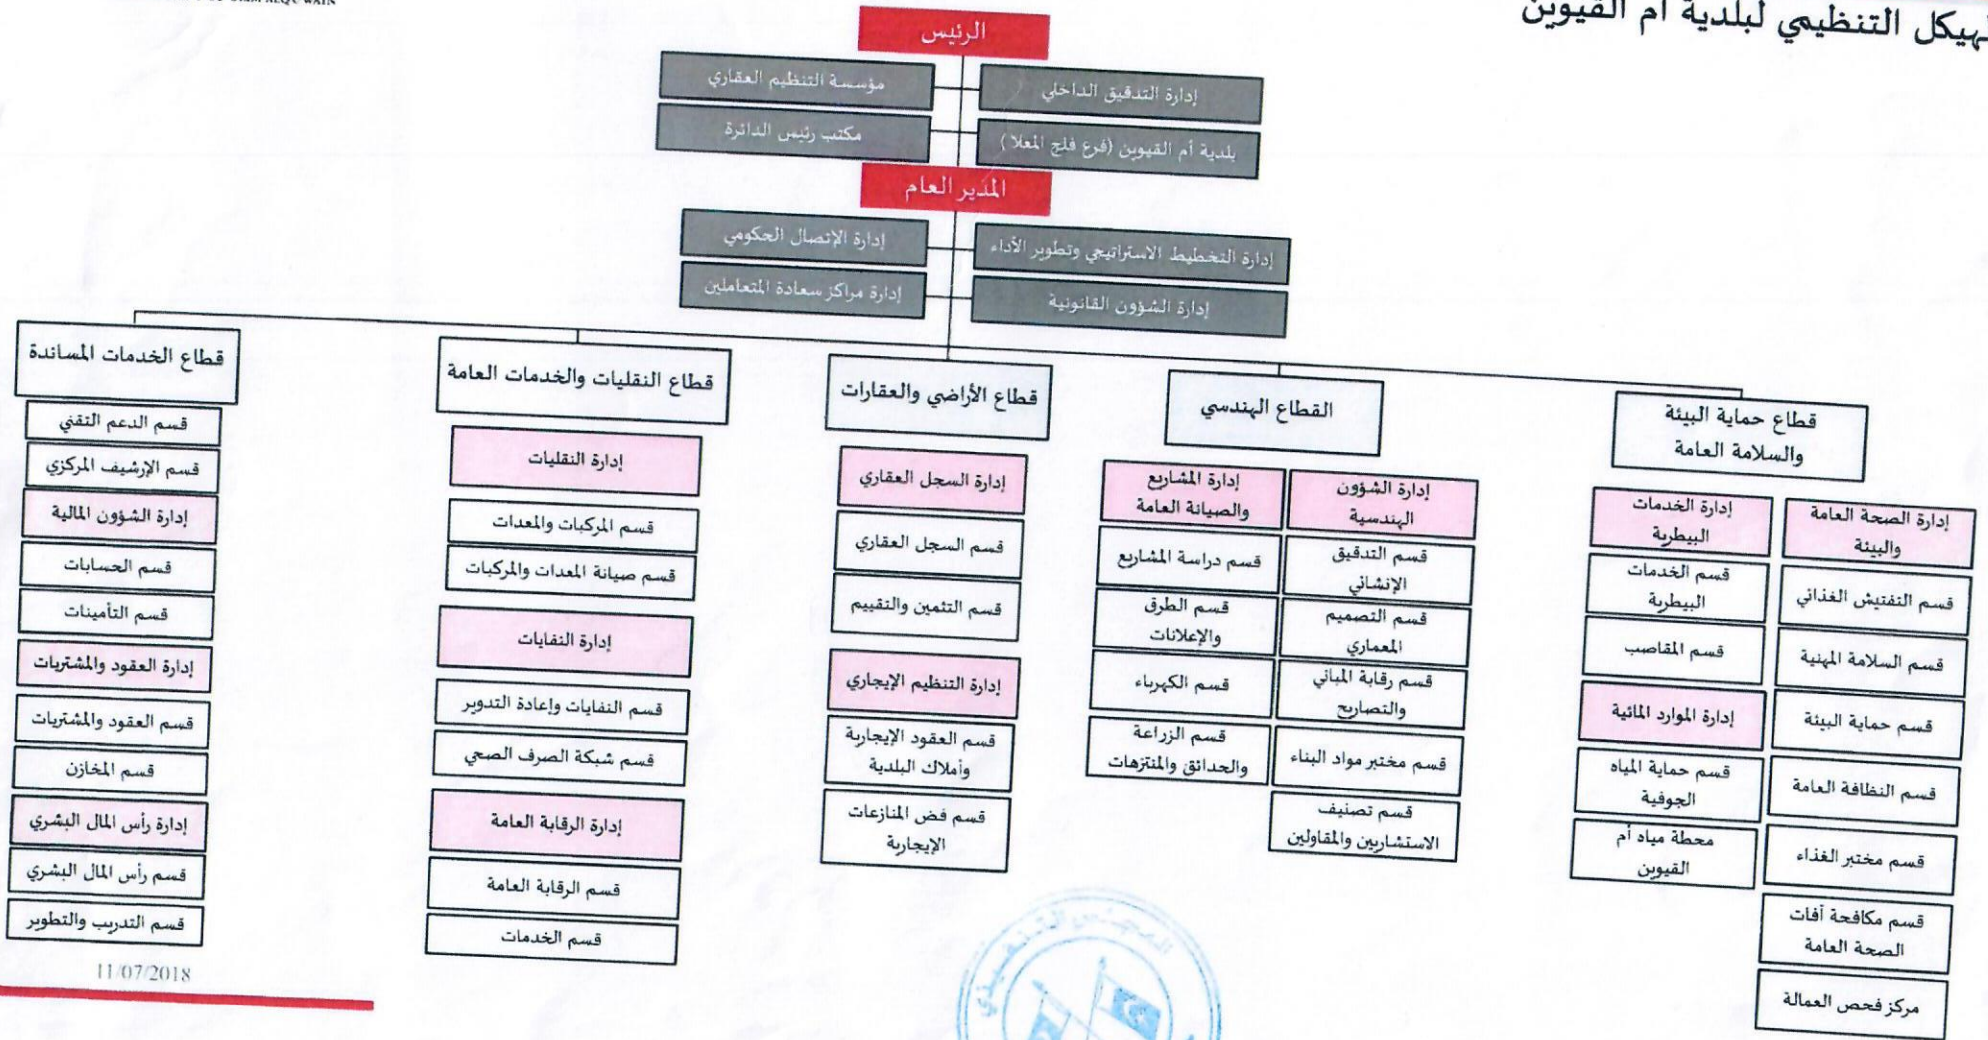 الهيكل التنظيمي لبلدية أم القيوين
الرئيس
إدارة التدقيق الداخلي
مؤسسة التنظيم العقاري
بلدية أم القيوين (فرع فلج المعلا)
مكتب رئيس الدائرة
المدير العام
إدارة التخطيط الاستراتيجي وتطوير الأداء
إدارة الإتصال الحكومي
إدارة الشؤون القانونية
إدارة مراكز سعادة المتعاملين
قطاع حماية البيئة
والسلامة العامة
إدارة الصحة العامة
والبيئة
قسم التفتيش الغذائي
قسم السلامة المهنية
قسم حماية البيئة
قسم النظافة العامة
قسم مختبر الغذاء
قسم مكافحة آفات
الصحة العامة
مركز فحص العمالة
إدارة الخدمات
البيطرية
قسم الخدمات
البيطرية
قسم المقاصب
إدارة الموارد المائية
قسم حماية المياه
الجوفية
محطة مياه أم
القيوين
القطاع الهندسي
إدارة الشؤون
الهندسية
قسم التدقيق
الإنشائي
قسم التصميم
المعماري
قسم رقابة المباني
والتصاريح
قسم مختبر مواد البناء
قسم تصنيف
الاستشاريين والمقاولين
إدارة المشاريع
والصيانة العامة
قسم دراسة المشاريع
قسم الطرق
والإعلانات
قسم الكهرباء
قسم الزراعة
والحدائق والمنتزهات
قطاع الأراضي والعقارات
إدارة السجل العقاري
قسم السجل العقاري
قسم التثمين والتقييم
إدارة التنظيم الإيجاري
قسم العقود الإيجارية
وأملاك البلدية
قسم فض المنازعات
الإيجارية
قطاع النقليات والخدمات العامة
إدارة النقليات
قسم المركبات والمعدات
قسم صيانة المعدات والمركبات
إدارة النفايات
قسم النفايات وإعادة التدوير
قسم شبكة الصرف الصحي
إدارة الرقابة العامة
قسم الرقابة العامة
قسم الخدمات
قطاع الخدمات المساندة
قسم الدعم التقني
قسم الإرشيف المركزي
إدارة الشؤون المالية
قسم الحسابات
قسم التأمينات
إدارة العقود والمشتريات
قسم العقود والمشتريات
قسم المخازن
إدارة رأس المال البشري
قسم رأس المال البشري
قسم التدريب والتطوير
11/07/2018
المجلس التنفيذي